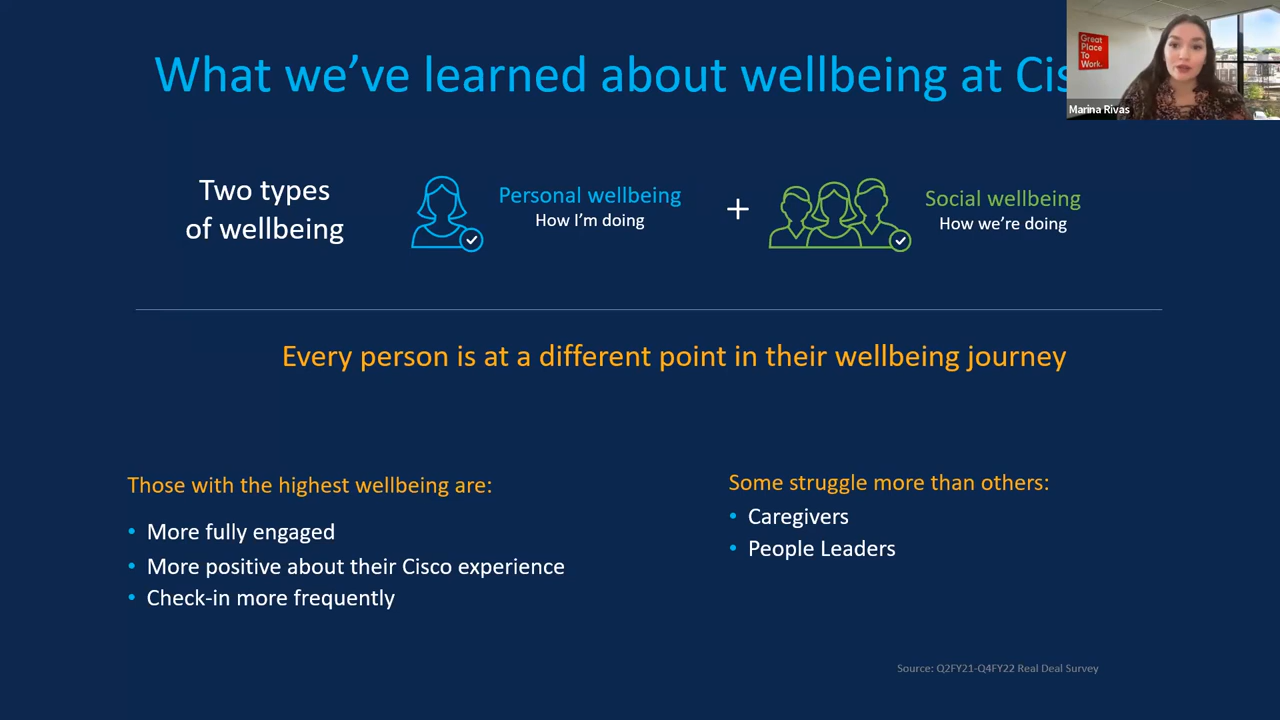 What we've learned about wellbeing at Cis
Great
Place
To
Work.
Marina Rivas
Two types
of wellbeing
Personal wellbeing
How I'm doing
+
Social wellbeing
How we're doing
Every person is at a different point in their wellbeing journey
Those with the highest wellbeing are:
• More fully engaged
• More positive about their Cisco experience
• Check-in more frequently
Some struggle more than others:
• Caregivers
• People Leaders
Source: Q2FY21-Q4FY22 Real Deal Survey